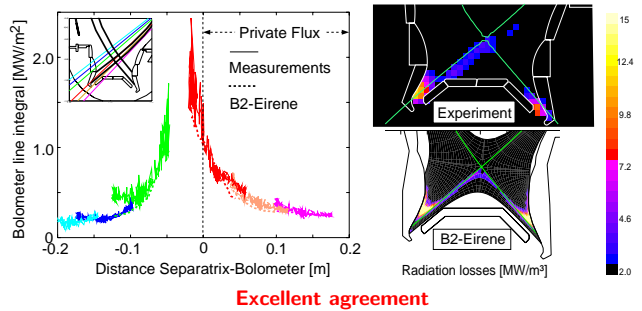 Bolometer line integral [MW/m²]
2.0
1.0
0
-0.2
-0.1
0
0.1
0.2
Distance Separatrix-Bolometer [m]
Private Flux
Measurements
B2-Eirene
Experiment
B2-Eirene
Radiation losses [MW/m³]
15
12.4
9.8
7.2
4.6
2.0
Excellent agreement